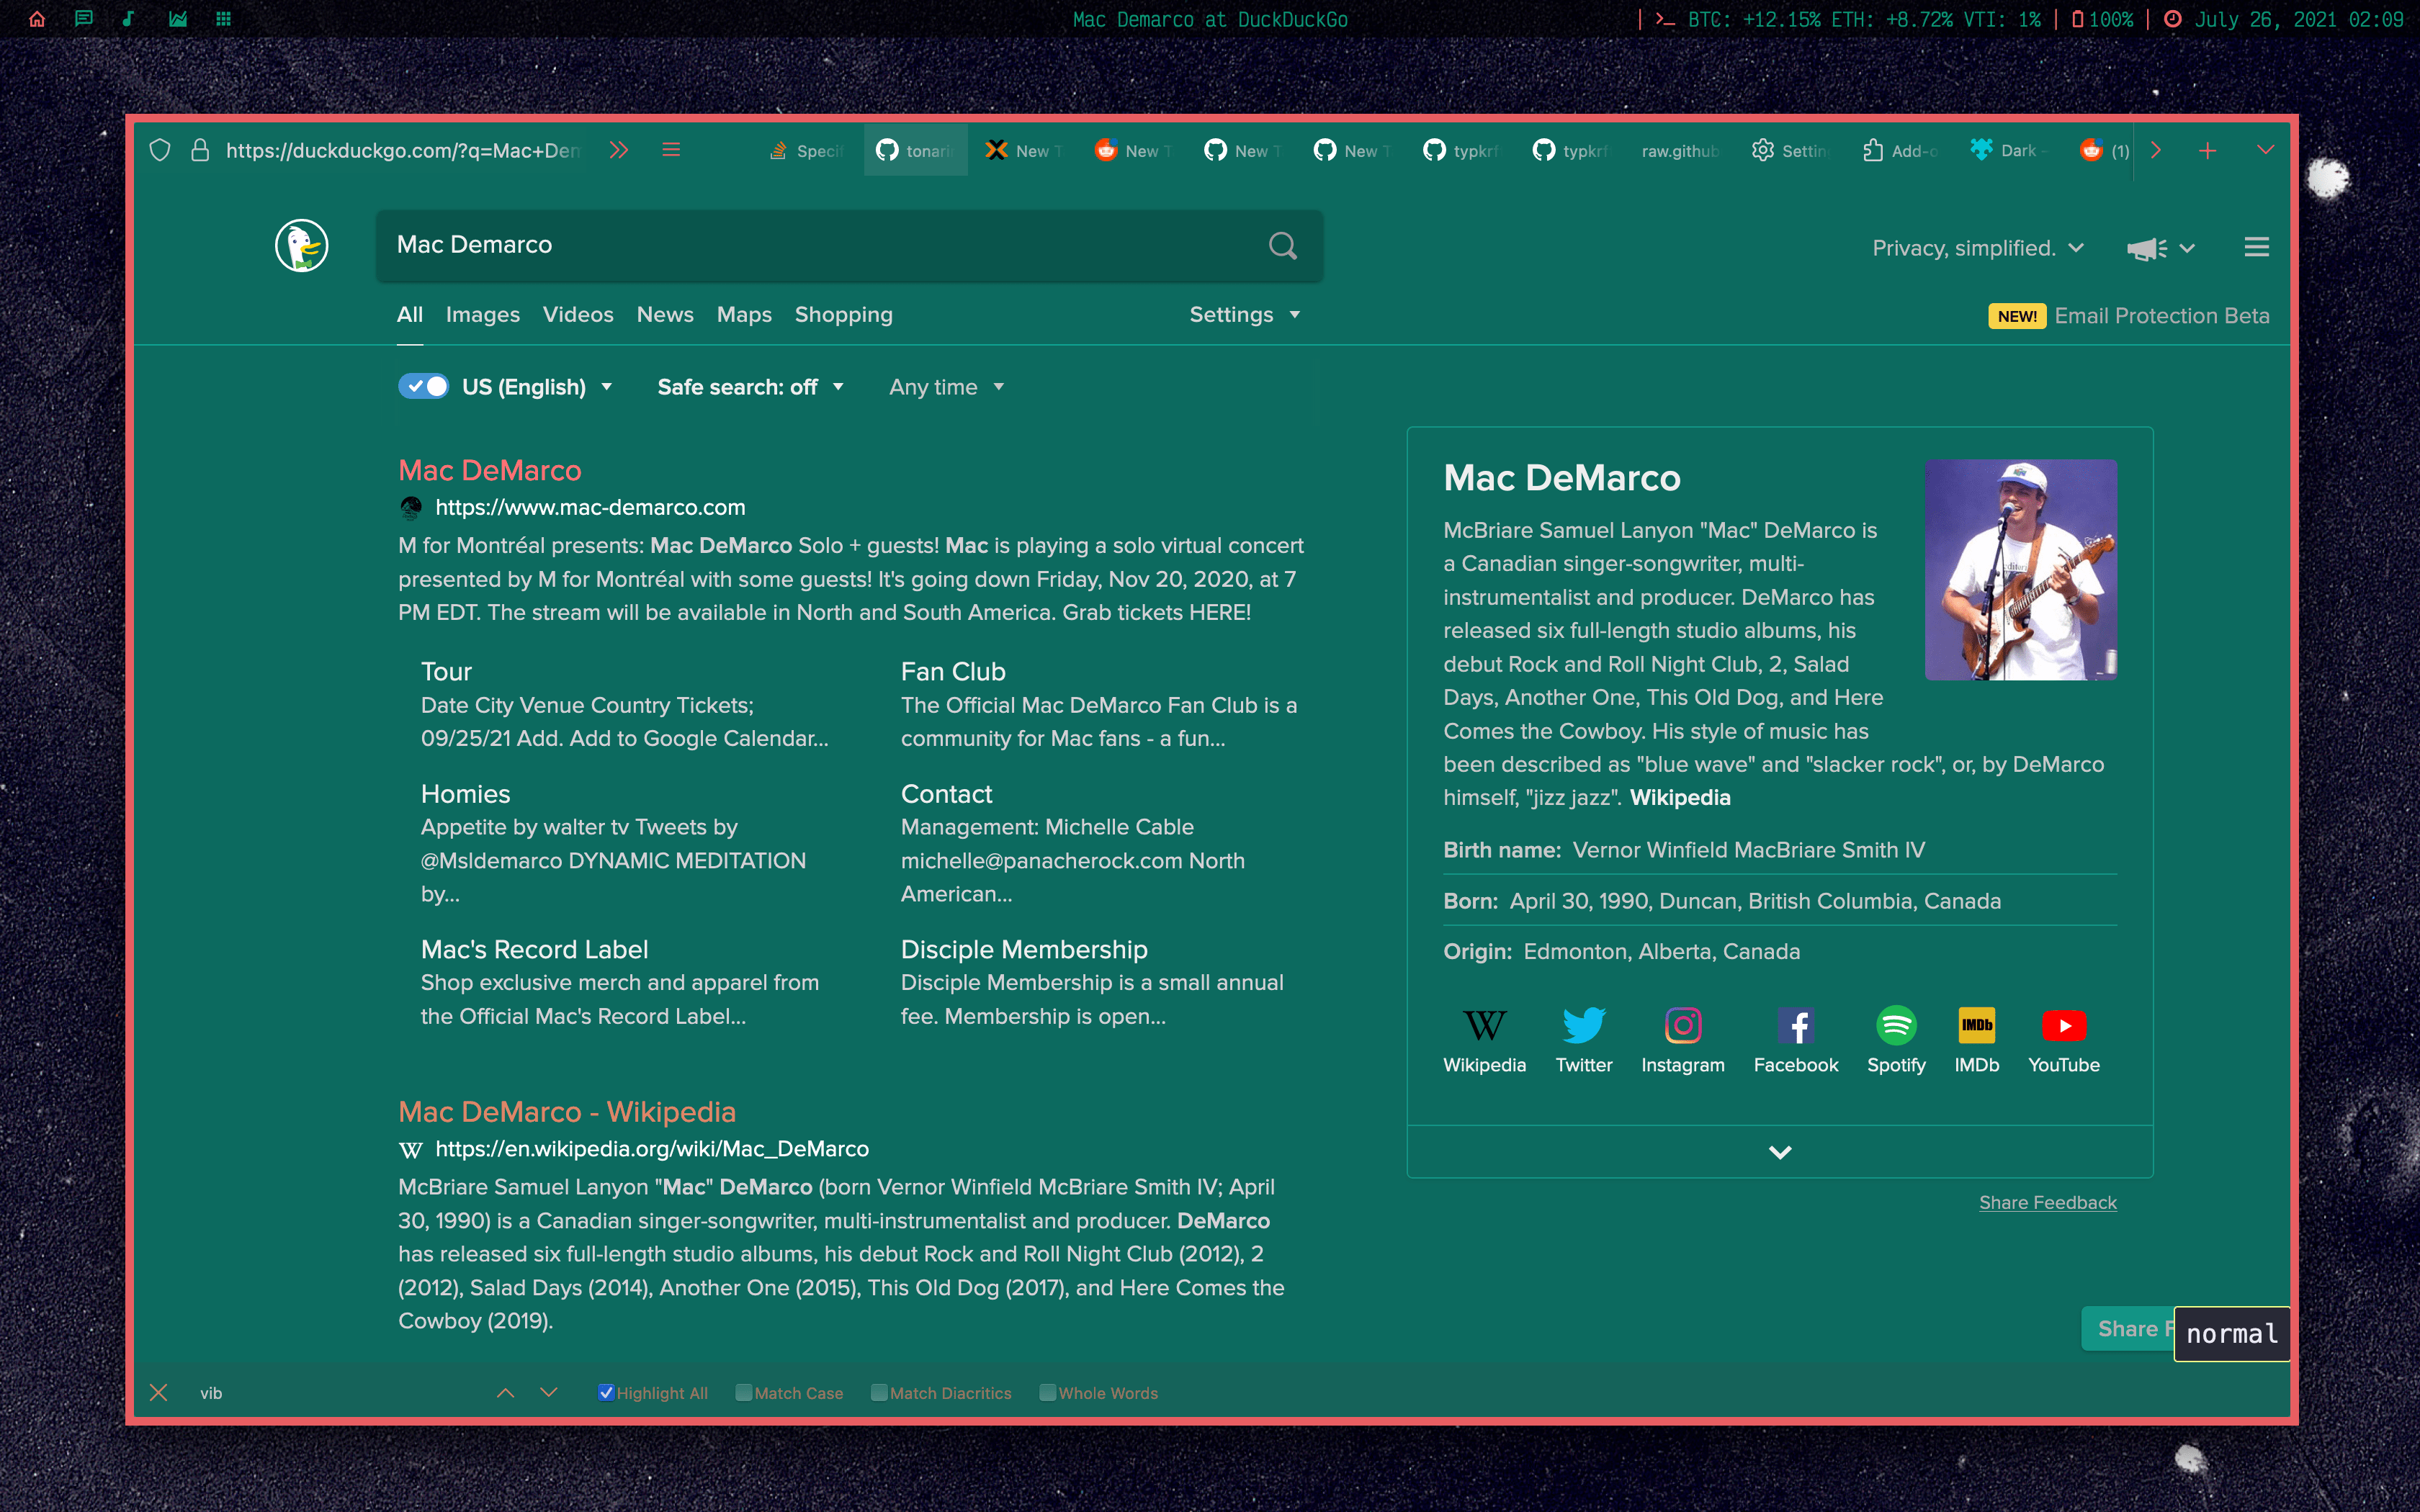 Mac Demarco at DuckDuckGo
BTC: +12.15% ETH: +8.72% VTI: 1%
100%
July 26, 2021 02:09
https://duckduckgo.com/?q=Mac+Dem
Specif
tonari
New T
New T
New T
New T
typkrf
typkrf
raw.github
Settin
Add-o
Dark
(1)
Mac Demarco
Privacy, simplified.
All Images Videos News Maps Shopping
Settings
NEW! Email Protection Beta
US (English)
Safe search: off
Any time
Mac DeMarco
https://www.mac-demarco.com
M for Montréal presents: Mac DeMarco Solo + guests! Mac is playing a solo virtual concert
presented by M for Montréal with some guests! It's going down Friday, Nov 20, 2020, at 7
PM EDT. The stream will be available in North and South America. Grab tickets HERE!
Tour
Date City Venue Country Tickets;
09/25/21 Add. Add to Google Calendar...
Fan Club
The Official Mac DeMarco Fan Club is a
community for Mac fans - a fun...
Homies
Appetite by walter tv Tweets by
@Msldemarco DYNAMIC MEDITATION
by...
Contact
Management: Michelle Cable
michelle@panacherock.com North
American...
Mac's Record Label
Shop exclusive merch and apparel from
the Official Mac's Record Label...
Disciple Membership
Disciple Membership is a small annual
fee. Membership is open...
Mac DeMarco - Wikipedia
https://en.wikipedia.org/wiki/Mac_DeMarco
McBriare Samuel Lanyon "Mac" DeMarco (born Vernor Winfield McBriare Smith IV; April
30, 1990) is a Canadian singer-songwriter, multi-instrumentalist and producer. DeMarco
has released six full-length studio albums, his debut Rock and Roll Night Club (2012), 2
(2012), Salad Days (2014), Another One (2015), This Old Dog (2017), and Here Comes the
Cowboy (2019).
Mac DeMarco
McBriare Samuel Lanyon "Mac" DeMarco is
a Canadian singer-songwriter, multi-
instrumentalist and producer. DeMarco has
released six full-length studio albums, his
debut Rock and Roll Night Club, 2, Salad
Days, Another One, This Old Dog, and Here
Comes the Cowboy. His style of music has
been described as "blue wave" and "slacker rock", or, by DeMarco
himself, "jizz jazz". Wikipedia
Birth name: Vernor Winfield MacBriare Smith IV
Born: April 30, 1990, Duncan, British Columbia, Canada
Origin: Edmonton, Alberta, Canada
IMDb
Wikipedia Twitter Instagram Facebook Spotify IMDb YouTube
Share Feedback
Share F
normal
vib
Highlight All
Match Case
Match Diacritics
Whole Words